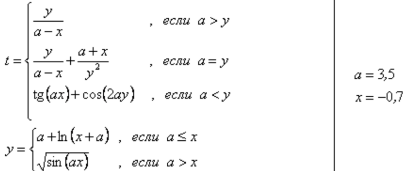 t = { y/(a − x) , если a > y
y/(a − x) + (a + x)/y² , если a = y
tg(ax) + cos(2ay) , если a < y
y = { a + ln(x + a) , если a ≤ x
√sin(ax) , если a > x
a = 3,5
x = −0,7